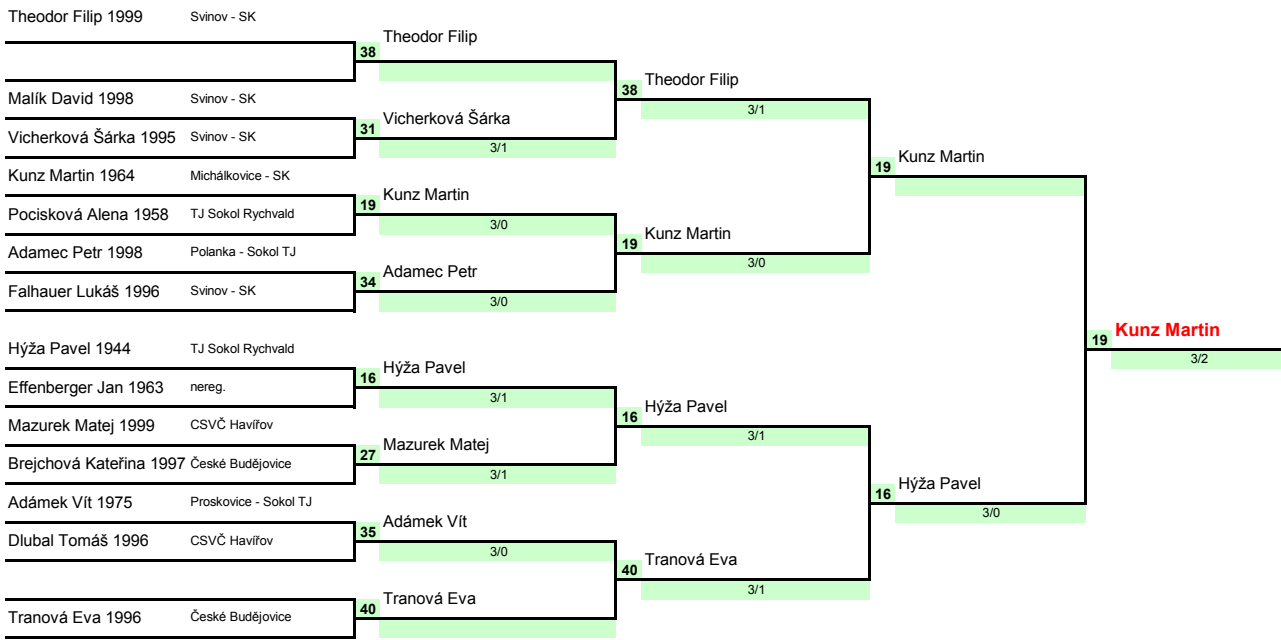 Theodor Filip 1999 Svinov - SK
38 Theodor Filip
38 Theodor Filip
3/1
Malík David 1998 Svinov - SK
31 Vicherková Šárka
3/1
Vicherková Šárka 1995 Svinov - SK
19 Kunz Martin
Kunz Martin 1964 Michálkovice - SK
19 Kunz Martin
3/0
Pocisková Alena 1958 TJ Sokol Rychvald
19 Kunz Martin
3/0
Adamec Petr 1998 Polanka - Sokol TJ
34 Adamec Petr
3/0
Falhauer Lukáš 1996 Svinov - SK
19 Kunz Martin
3/2
Hýža Pavel 1944 TJ Sokol Rychvald
16 Hýža Pavel
3/1
Effenberger Jan 1963 nereg.
16 Hýža Pavel
3/1
Mazurek Matej 1999 CSVČ Havířov
27 Mazurek Matej
3/1
Brejchová Kateřina 1997 České Budějovice
16 Hýža Pavel
3/0
Adámek Vít 1975 Proskovice - Sokol TJ
35 Adámek Vít
3/0
Dlubal Tomáš 1996 CSVČ Havířov
40 Tranová Eva
3/1
40 Tranová Eva
Tranová Eva 1996 České Budějovice